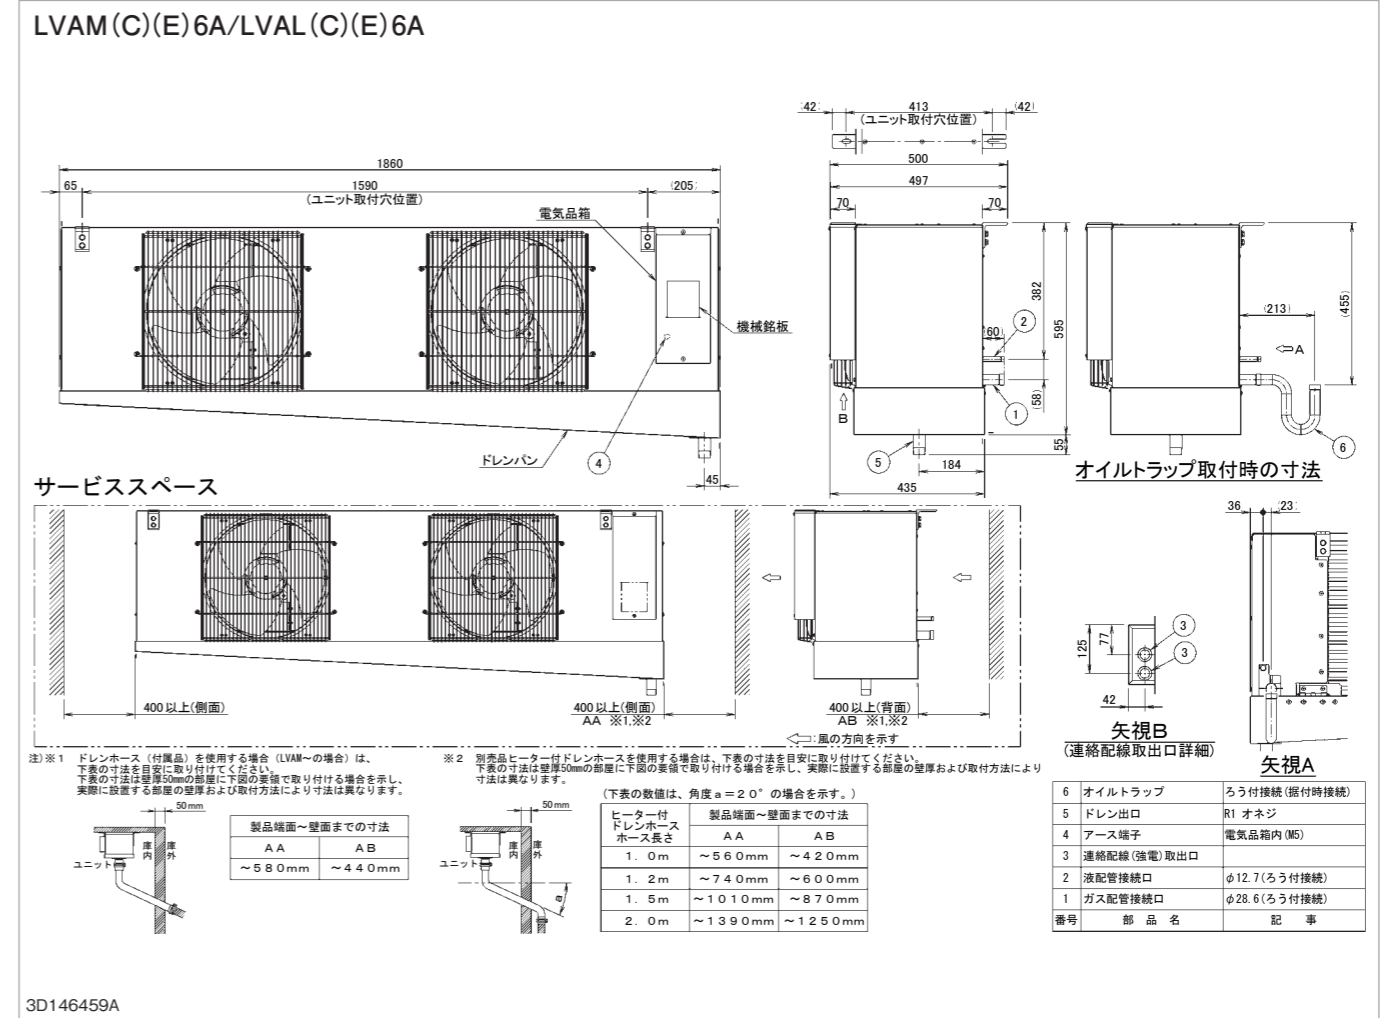 LVAM(C)(E)6A/LVAL(C)(E)6A
(42)
413
(42)
(ユニット取付穴位置)
500
497
70
70
1860
65
1590
(205)
(ユニット取付穴位置)
電気品箱
機械銘板
ドレンパン
4
45
382
595
60
2
(58)
1
B
55
5
184
435
(213)
(455)
A
6
オイルトラップ取付時の寸法
サービススペース
400以上(側面)
400以上(側面)
AA ※1,※2
400以上(背面)
AB ※1,※2
:風の方向を示す
36
(23)
125
77
3
3
42
矢視B
(連絡配線取出口詳細)
矢視A
注)※1 ドレンホース(付属品)を使用する場合(LVAM~の場合)は、
下表の寸法を目安に取り付けてください。
下表の寸法は壁厚50mmの部屋に下図の要領で取り付ける場合を示し、
実際に設置する部屋の壁厚および取付方法により寸法は異なります。
50mm
庫内
庫外
ユニット
製品端面~壁面までの寸法
AA AB
~580mm ~440mm
※2 別売品ヒーター付ドレンホースを使用する場合は、下表の寸法を目安に取り付けてください。
下表の寸法は壁厚50mmの部屋に下図の要領で取り付ける場合を示し、実際に設置する部屋の壁厚および取付方法により
寸法は異なります。
50mm
庫内
庫外
ユニット
a
(下表の数値は、角度a=20°の場合を示す。)
ヒーター付
ドレンホース
ホース長さ
製品端面~壁面までの寸法
AA AB
1.0m ~560mm ~420mm
1.2m ~740mm ~600mm
1.5m ~1010mm ~870mm
2.0m ~1390mm ~1250mm
6 オイルトラップ ろう付接続(据付時接続)
5 ドレン出口 R1 オネジ
4 アース端子 電気品箱内(M5)
3 連絡配線(強電)取出口
2 液配管接続口 φ12.7(ろう付接続)
1 ガス配管接続口 φ28.6(ろう付接続)
番号 部品名 記事
3D146459A